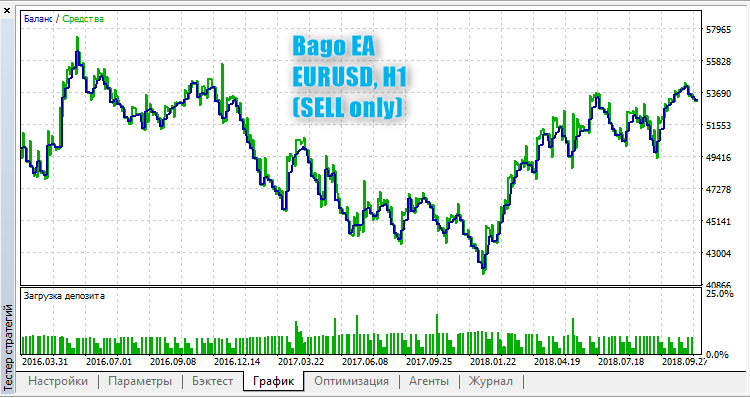 Баланс / Средства
Bago EA
EURUSD, H1
(SELL only)
57965
55828
53690
51553
49416
47278
45141
43004
40866
Загрузка депозита
25.0%
0.0%
2016.03.31 2016.07.01 2016.09.08 2016.12.14 2017.03.22 2017.06.08 2017.09.29 2018.01.22 2018.04.19 2018.07.18 2018.09.27
Тестер стратегий
Настройки Параметры Бэктест График Оптимизация Агенты Журнал